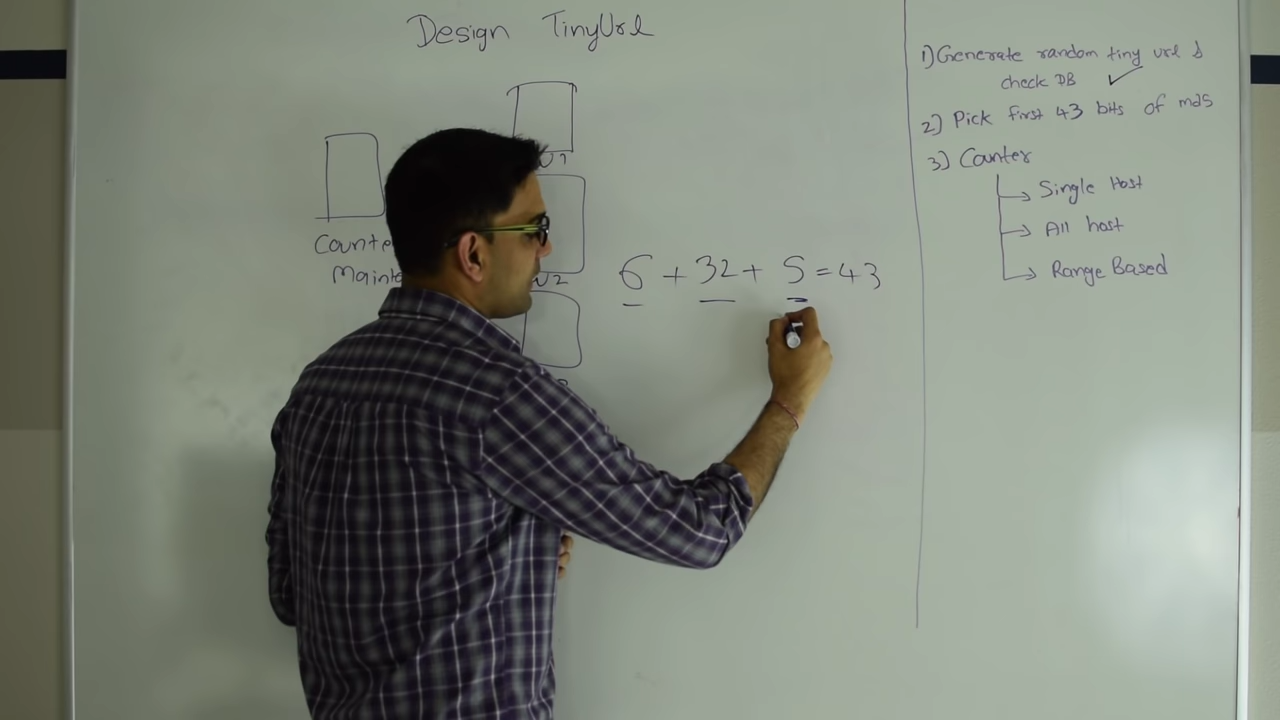 Design TinyUrl
Counte
Mainte
6 + 32 + 5 = 43
1) Generate random tiny url &
check DB ✓
2) Pick first 43 bits of md5
3) Counter
→ Single Host
→ All host
→ Range Based